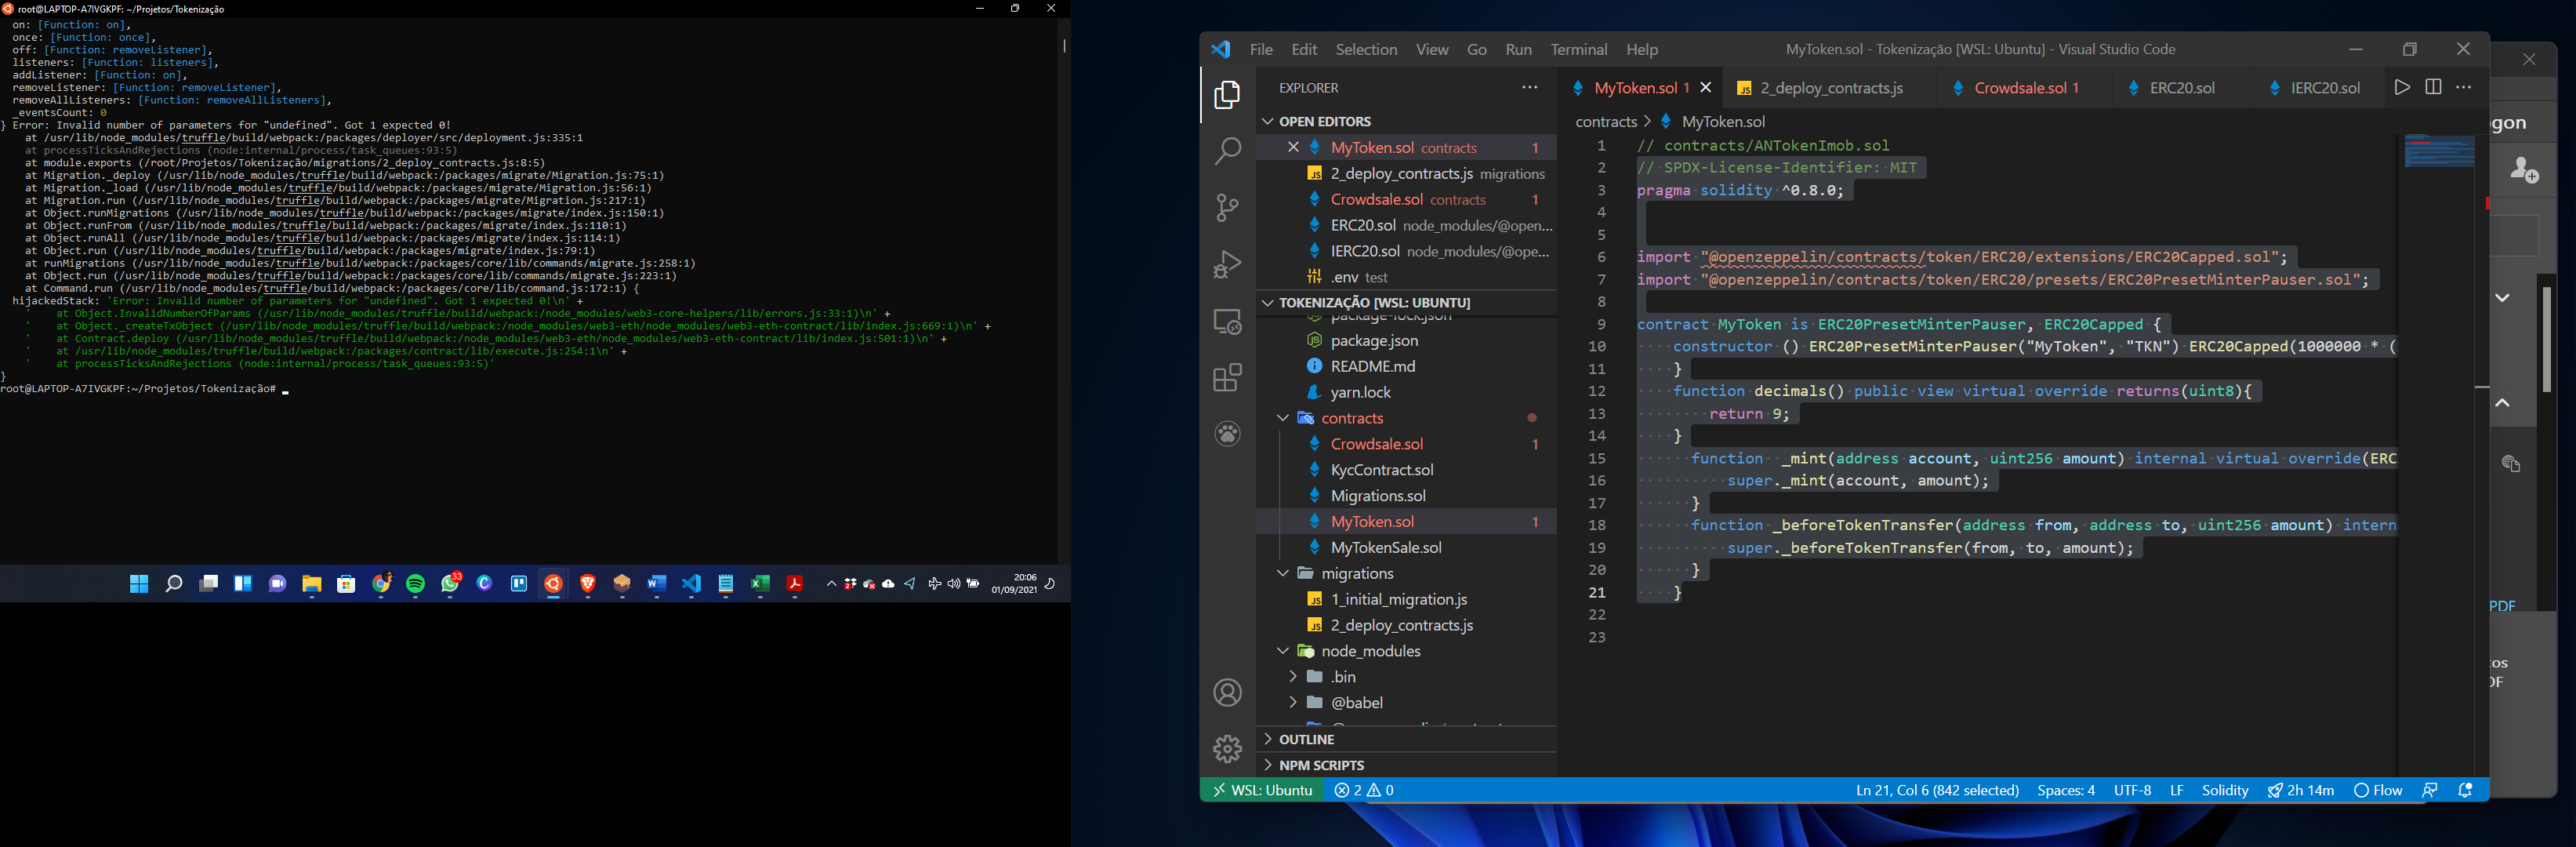 root@LAPTOP-A7IVGKPF: ~/Projetos/Tokenização
on: [Function: on],
once: [Function: once],
off: [Function: removeListener],
listeners: [Function: listeners],
addListener: [Function: on],
removeListener: [Function: removeListener],
removeAllListeners: [Function: removeAllListeners],
_eventsCount: 0
} Error: Invalid number of parameters for "undefined". Got 1 expected 0!
at /usr/lib/node_modules/truffle/build/webpack:/packages/deployer/src/deployment.js:335:1
at processTicksAndRejections (node:internal/process/task_queues:93:5)
at module.exports (/root/Projetos/Tokenização/migrations/2_deploy_contracts.js:8:5)
at Migration._deploy (/usr/lib/node_modules/truffle/build/webpack:/packages/migrate/Migration.js:75:1)
at Migration._load (/usr/lib/node_modules/truffle/build/webpack:/packages/migrate/Migration.js:56:1)
at Migration.run (/usr/lib/node_modules/truffle/build/webpack:/packages/migrate/Migration.js:217:1)
at Object.runMigrations (/usr/lib/node_modules/truffle/build/webpack:/packages/migrate/index.js:150:1)
at Object.runFrom (/usr/lib/node_modules/truffle/build/webpack:/packages/migrate/index.js:110:1)
at Object.runAll (/usr/lib/node_modules/truffle/build/webpack:/packages/migrate/index.js:114:1)
at Object.run (/usr/lib/node_modules/truffle/build/webpack:/packages/migrate/index.js:79:1)
at runMigrations (/usr/lib/node_modules/truffle/build/webpack:/packages/core/lib/commands/migrate.js:258:1)
at Object.run (/usr/lib/node_modules/truffle/build/webpack:/packages/core/lib/commands/migrate.js:223:1)
at Command.run (/usr/lib/node_modules/truffle/build/webpack:/packages/core/lib/command.js:172:1) {
hijackedStack: 'Error: Invalid number of parameters for "undefined". Got 1 expected 0!\n' +
'    at Object.InvalidNumberOfParams (/usr/lib/node_modules/truffle/build/webpack:/node_modules/web3-core-helpers/lib/errors.js:33:1)\n' +
'    at Object._createTxObject (/usr/lib/node_modules/truffle/build/webpack:/node_modules/web3-eth/node_modules/web3-eth-contract/lib/index.js:669:1)\n' +
'    at Contract.deploy (/usr/lib/node_modules/truffle/build/webpack:/node_modules/web3-eth/node_modules/web3-eth-contract/lib/index.js:501:1)\n' +
'    at /usr/lib/node_modules/truffle/build/webpack:/packages/contract/lib/execute.js:254:1\n' +
'    at processTicksAndRejections (node:internal/process/task_queues:93:5)'
}
root@LAPTOP-A7IVGKPF:~/Projetos/Tokenização#
33
20:06
01/09/2021
File Edit Selection View Go Run Terminal Help
MyToken.sol - Tokenização [WSL: Ubuntu] - Visual Studio Code
EXPLORER
OPEN EDITORS
MyToken.sol contracts 1
2_deploy_contracts.js migrations
Crowdsale.sol contracts 1
ERC20.sol node_modules/@open...
IERC20.sol node_modules/@ope...
.env test
TOKENIZAÇÃO [WSL: UBUNTU]
package-lock.json
package.json
README.md
yarn.lock
contracts
Crowdsale.sol 1
KycContract.sol
Migrations.sol
MyToken.sol 1
MyTokenSale.sol
migrations
1_initial_migration.js
2_deploy_contracts.js
node_modules
.bin
@babel
OUTLINE
NPM SCRIPTS
MyToken.sol 1
2_deploy_contracts.js
Crowdsale.sol 1
ERC20.sol
IERC20.sol
contracts > MyToken.sol
1 // contracts/ANTokenImob.sol
2 // SPDX-License-Identifier: MIT
3 pragma solidity ^0.8.0;
4
5
6 import "@openzeppelin/contracts/token/ERC20/extensions/ERC20Capped.sol";
7 import "@openzeppelin/contracts/token/ERC20/presets/ERC20PresetMinterPauser.sol";
8
9 contract MyToken is ERC20PresetMinterPauser, ERC20Capped {
10 constructor () ERC20PresetMinterPauser("MyToken", "TKN") ERC20Capped(1000000 * (
11 }
12 function decimals() public view virtual override returns(uint8){
13 return 9;
14 }
15 function _mint(address account, uint256 amount) internal virtual override(ERC
16 super._mint(account, amount);
17 }
18 function _beforeTokenTransfer(address from, address to, uint256 amount) intern
19 super._beforeTokenTransfer(from, to, amount);
20 }
21 }
22
23
WSL: Ubuntu
2 0
Ln 21, Col 6 (842 selected)
Spaces: 4
UTF-8
LF
Solidity
2h 14m
Flow
gon
PDF
os
DF